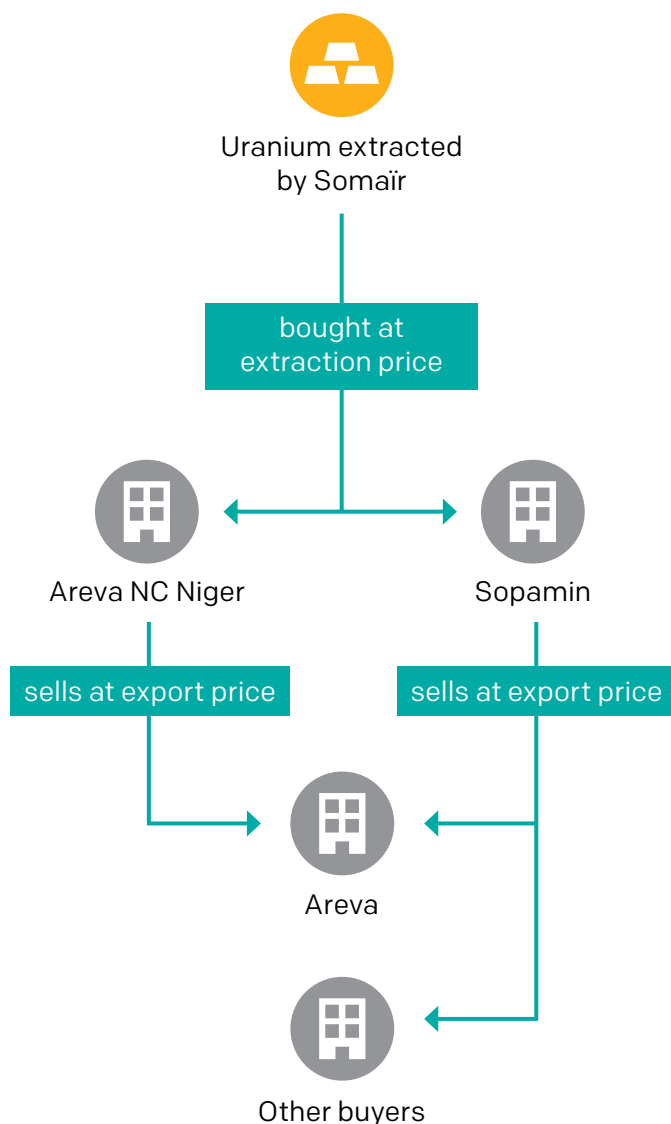 Uranium extracted
by Somaïr
bought at
extraction price
Areva NC Niger
Sopamin
sells at export price
sells at export price
Areva
Other buyers